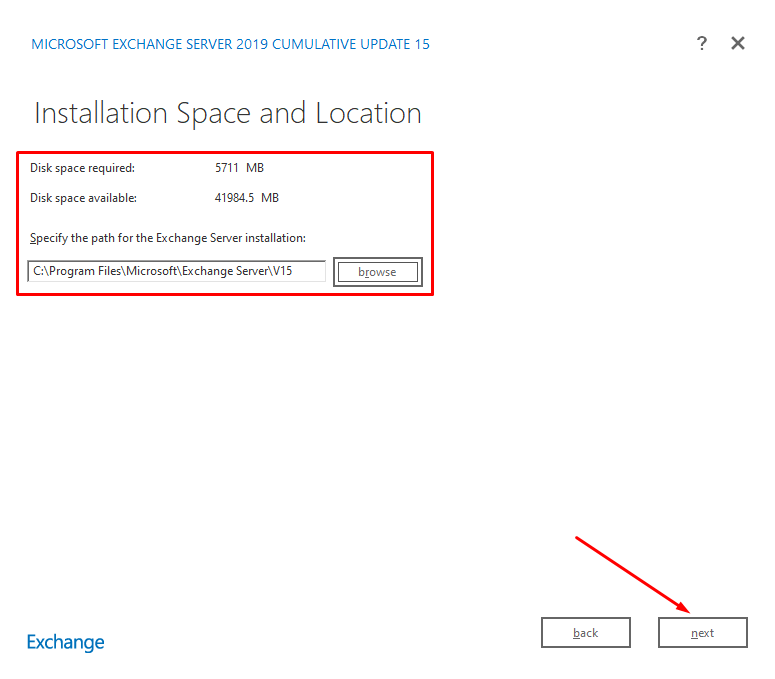 MICROSOFT EXCHANGE SERVER 2019 CUMULATIVE UPDATE 15
?
Installation Space and Location
Disk space required: 5711 MB
Disk space available: 41984.5 MB
Specify the path for the Exchange Server installation:
C:\Program Files\Microsoft\Exchange Server\V15 browse
Exchange back next